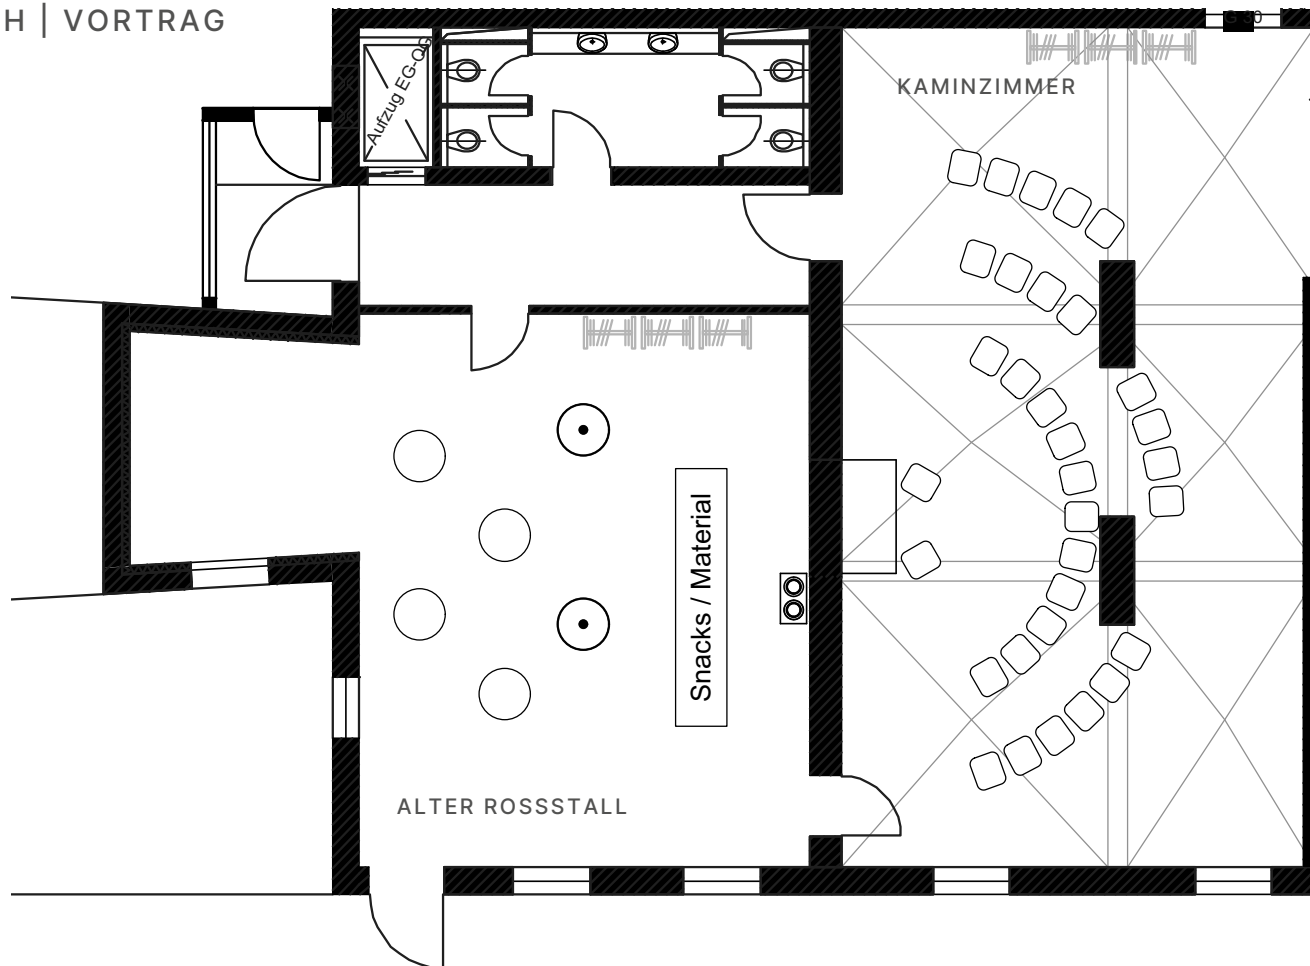 H | VORTRAG
Aufzug EG-OG
KAMINZIMMER
Snacks / Material
ALTER ROSSSTALL